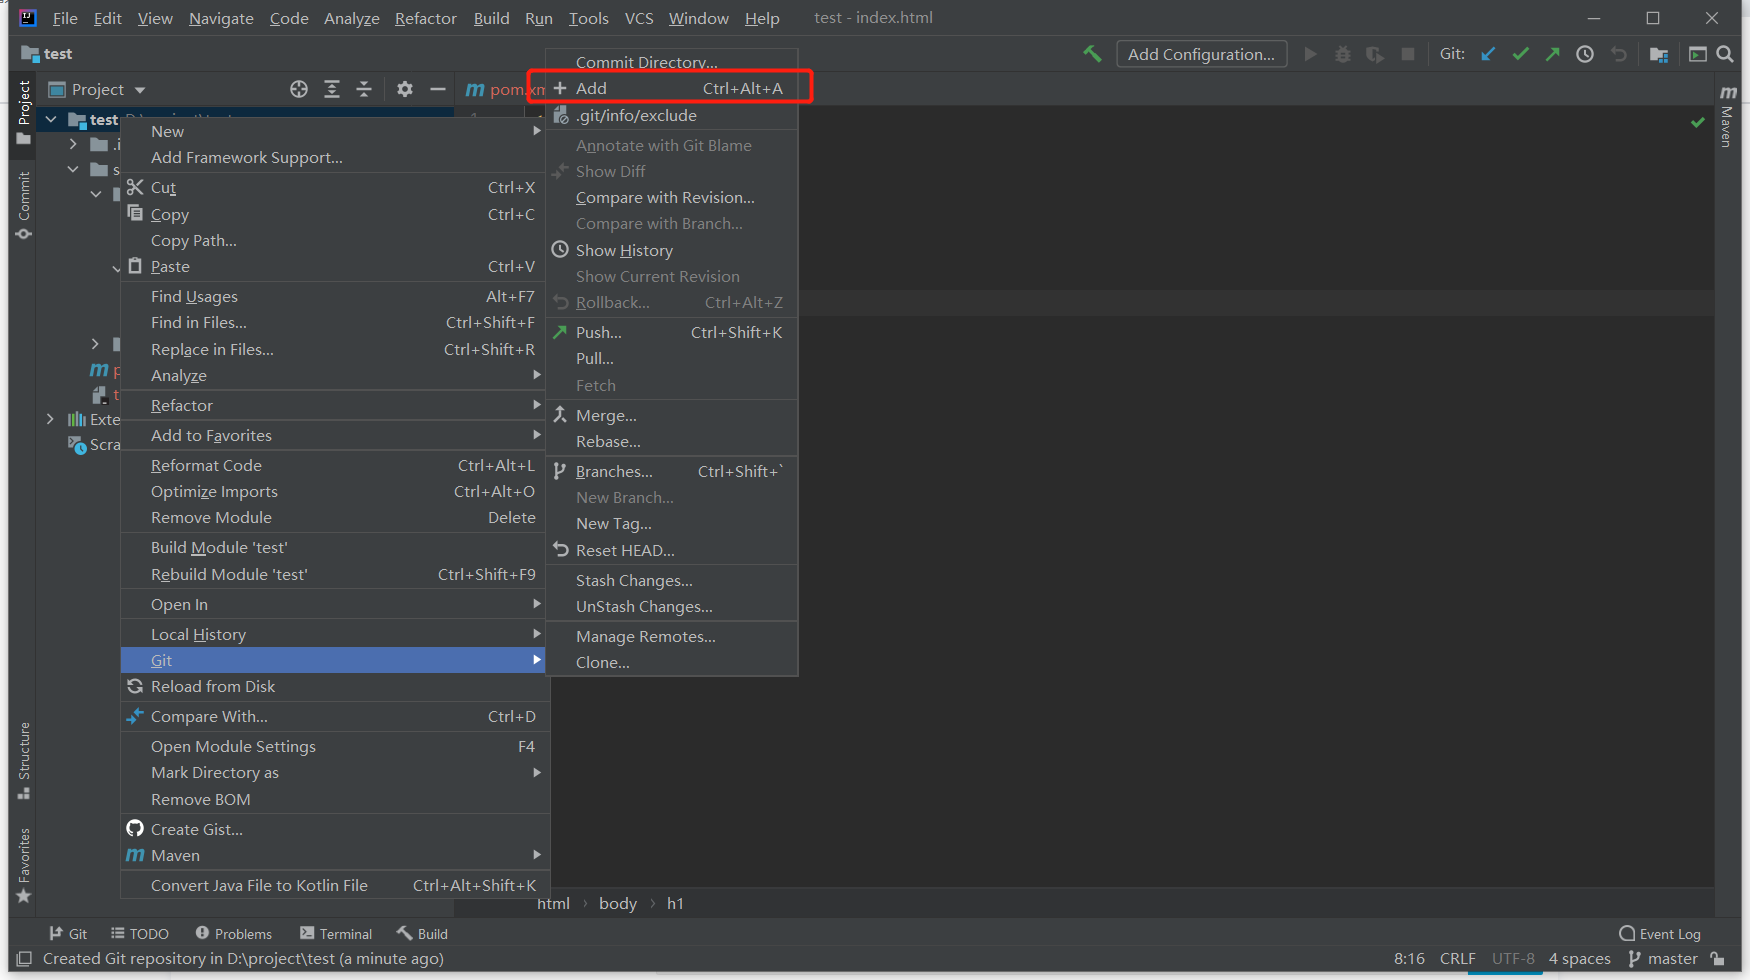 File Edit View Navigate Code Analyze Refactor Build Run Tools VCS Window Help test - index.html
test
Add Configuration...
Git:
Project
pom.xm
test
Commit Directory...
Add Ctrl+Alt+A
.git/info/exclude
Annotate with Git Blame
Show Diff
Compare with Revision...
Compare with Branch...
Show History
Show Current Revision
Rollback... Ctrl+Alt+Z
Push... Ctrl+Shift+K
Pull...
Fetch
Merge...
Rebase...
Branches... Ctrl+Shift+`
New Branch...
New Tag...
Reset HEAD...
Stash Changes...
UnStash Changes...
Manage Remotes...
Clone...
New
Add Framework Support...
Cut Ctrl+X
Copy Ctrl+C
Copy Path...
Paste Ctrl+V
Find Usages Alt+F7
Find in Files... Ctrl+Shift+F
Replace in Files... Ctrl+Shift+R
Analyze
Refactor
Add to Favorites
Reformat Code Ctrl+Alt+L
Optimize Imports Ctrl+Alt+O
Remove Module Delete
Build Module 'test'
Rebuild Module 'test' Ctrl+Shift+F9
Open In
Local History
Git
Reload from Disk
Compare With... Ctrl+D
Open Module Settings F4
Mark Directory as
Remove BOM
Create Gist...
Maven
Convert Java File to Kotlin File Ctrl+Alt+Shift+K
.i
s
p
t
Exte
Scra
Project
Commit
Structure
Favorites
Maven
html body h1
Git TODO Problems Terminal Build Event Log
Created Git repository in D:\project\test (a minute ago) 8:16 CRLF UTF-8 4 spaces master